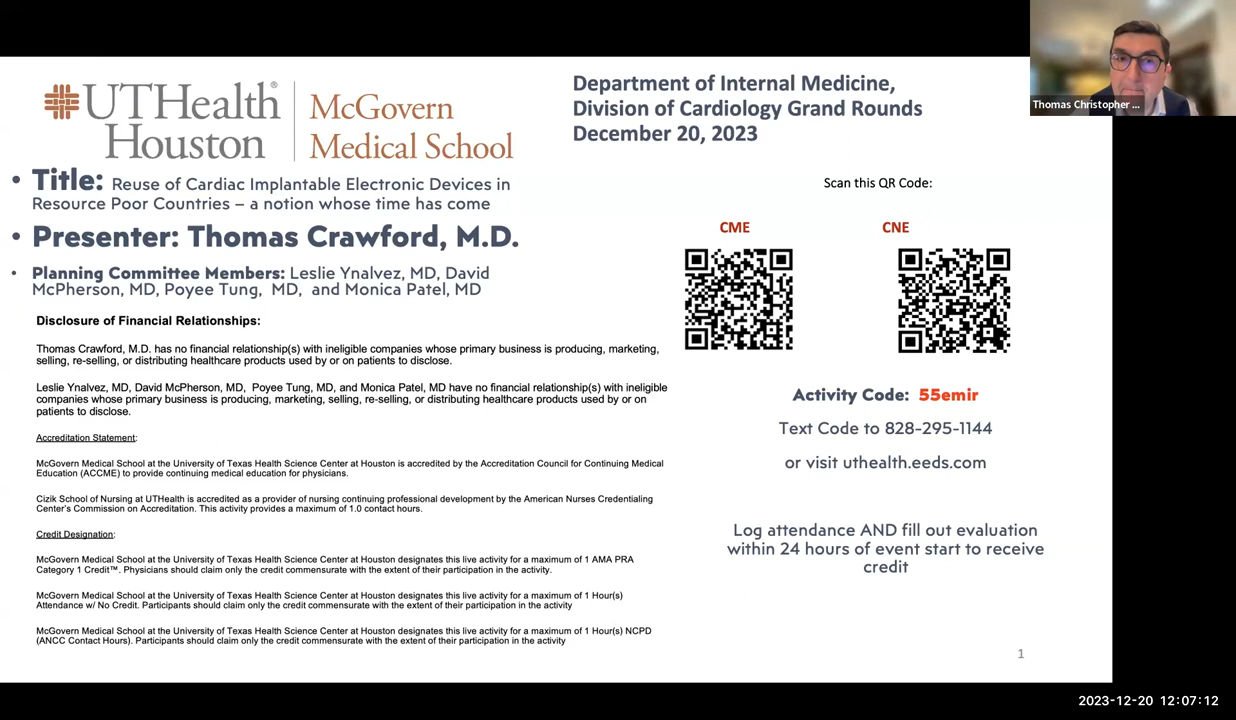 UTHealth®
Houston
McGovern
Medical School
Department of Internal Medicine,
Division of Cardiology Grand Rounds
December 20, 2023
Thomas Christopher ...
• Title: Reuse of Cardiac Implantable Electronic Devices in
Resource Poor Countries – a notion whose time has come
• Presenter: Thomas Crawford, M.D.
• Planning Committee Members: Leslie Ynalvez, MD, David
McPherson, MD, Poyee Tung, MD, and Monica Patel, MD
Disclosure of Financial Relationships:
Thomas Crawford, M.D. has no financial relationship(s) with ineligible companies whose primary business is producing, marketing,
selling, re-selling, or distributing healthcare products used by or on patients to disclose.
Leslie Ynalvez, MD, David McPherson, MD, Poyee Tung, MD, and Monica Patel, MD have no financial relationship(s) with ineligible
companies whose primary business is producing, marketing, selling, re-selling, or distributing healthcare products used by or on
patients to disclose.
Accreditation Statement:
McGovern Medical School at the University of Texas Health Science Center at Houston is accredited by the Accreditation Council for Continuing Medical
Education (ACCME) to provide continuing medical education for physicians.
Cizik School of Nursing at UTHealth is accredited as a provider of nursing continuing professional development by the American Nurses Credentialing
Center's Commission on Accreditation. This activity provides a maximum of 1.0 contact hours.
Credit Designation:
McGovern Medical School at the University of Texas Health Science Center at Houston designates this live activity for a maximum of 1 AMA PRA
Category 1 Credit™. Physicians should claim only the credit commensurate with the extent of their participation in the activity.
McGovern Medical School at the University of Texas Health Science Center at Houston designates this live activity for a maximum of 1 Hour(s)
Attendance w/ No Credit. Participants should claim only the credit commensurate with the extent of their participation in the activity
McGovern Medical School at the University of Texas Health Science Center at Houston designates this live activity for a maximum of 1 Hour(s) NCPD
(ANCC Contact Hours). Participants should claim only the credit commensurate with the extent of their participation in the activity
Scan this QR Code:
CME
CNE
Activity Code: 55emir
Text Code to 828-295-1144
or visit uthealth.eeds.com
Log attendance AND fill out evaluation
within 24 hours of event start to receive
credit
1
2023-12-20 12:07:12